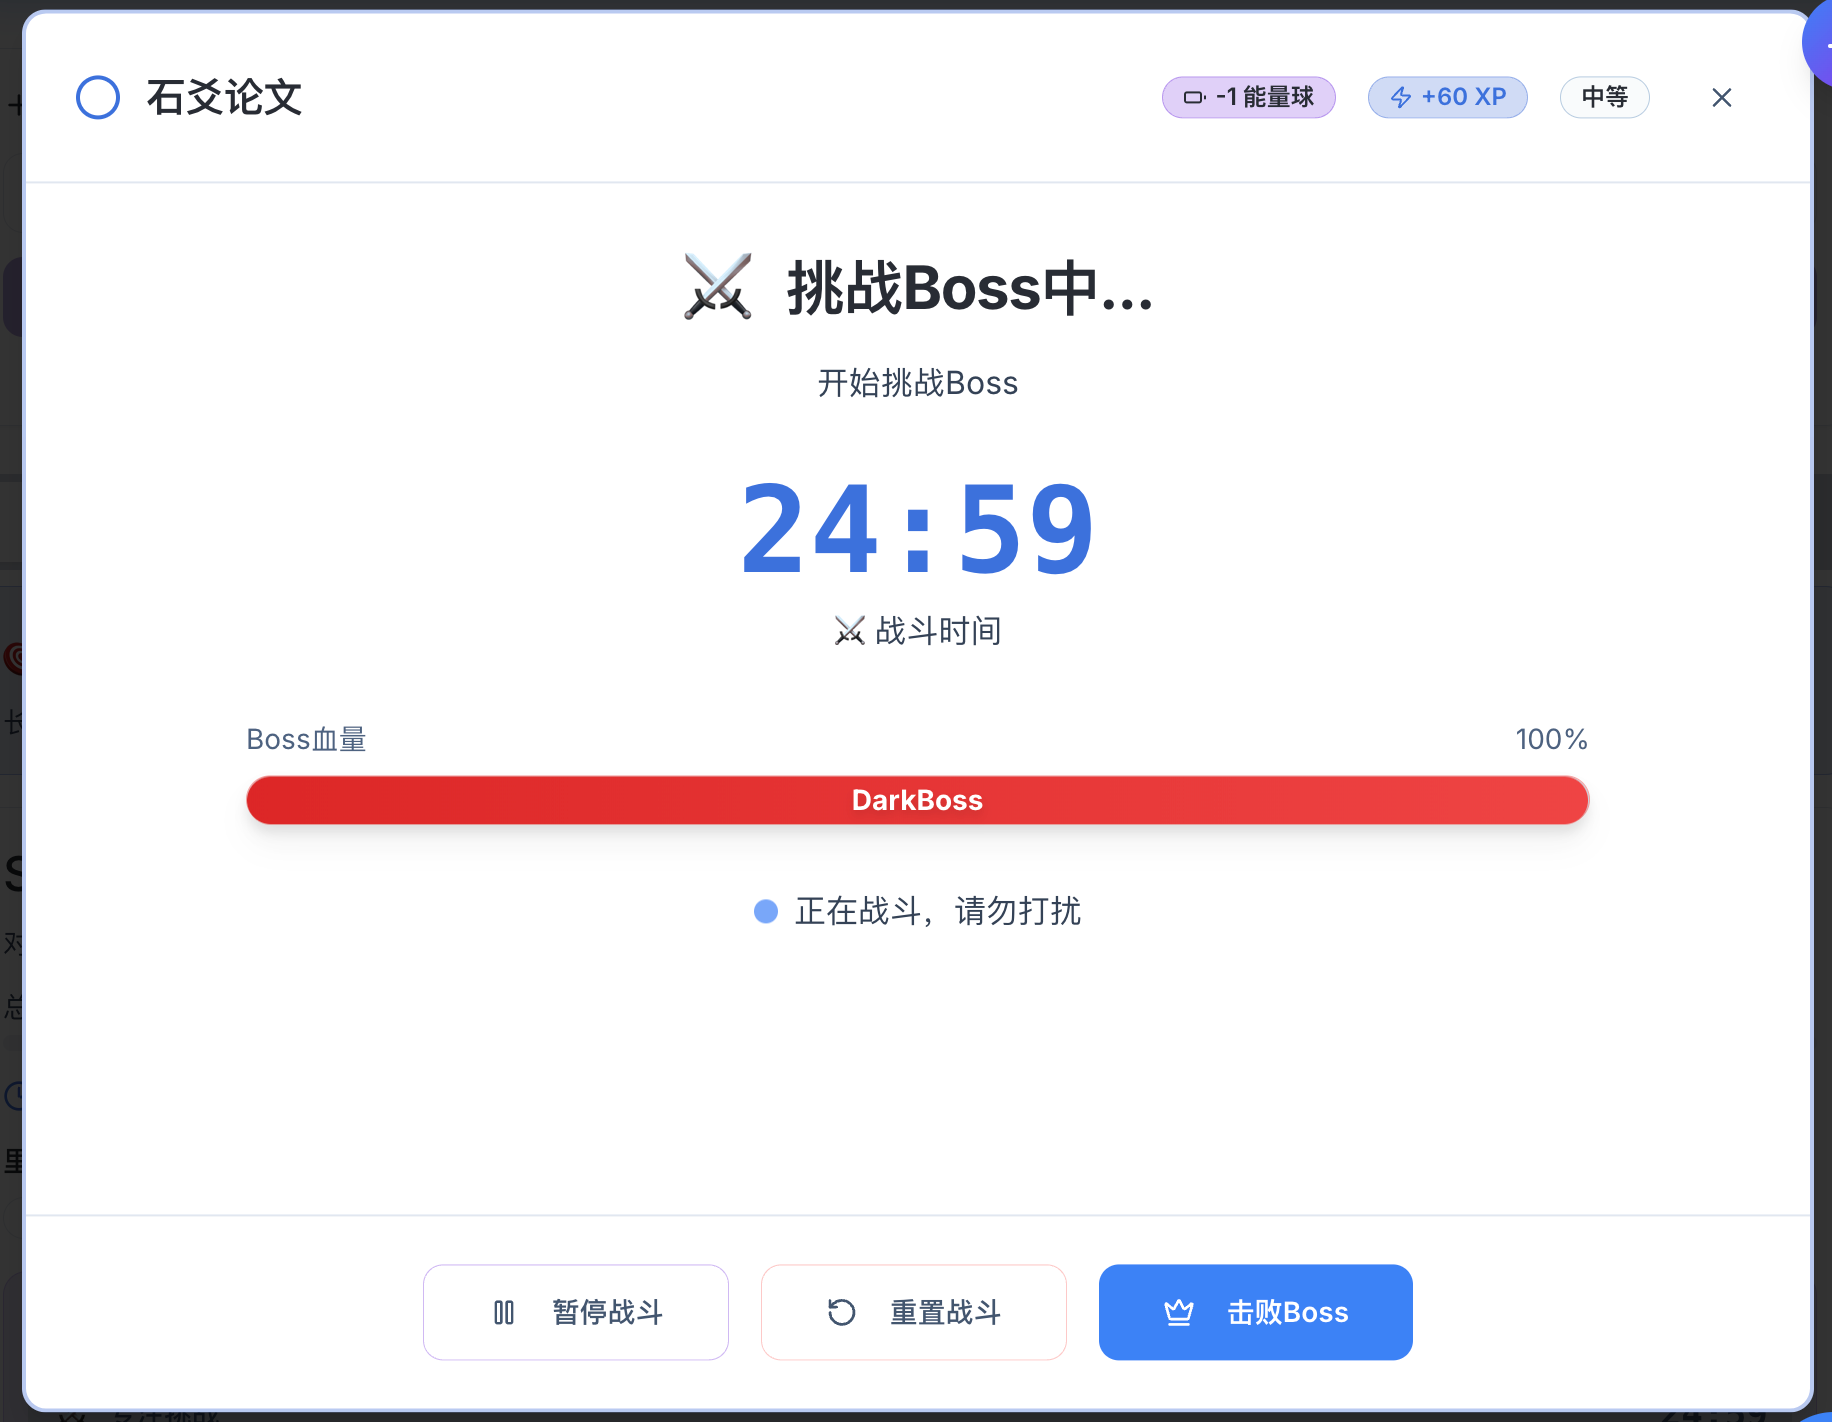 石爻论文
-1 能量球
+60 XP
中等
挑战Boss中...
开始挑战Boss
24:59
战斗时间
Boss血量
100%
DarkBoss
正在战斗，请勿打扰
暂停战斗
重置战斗
击败Boss